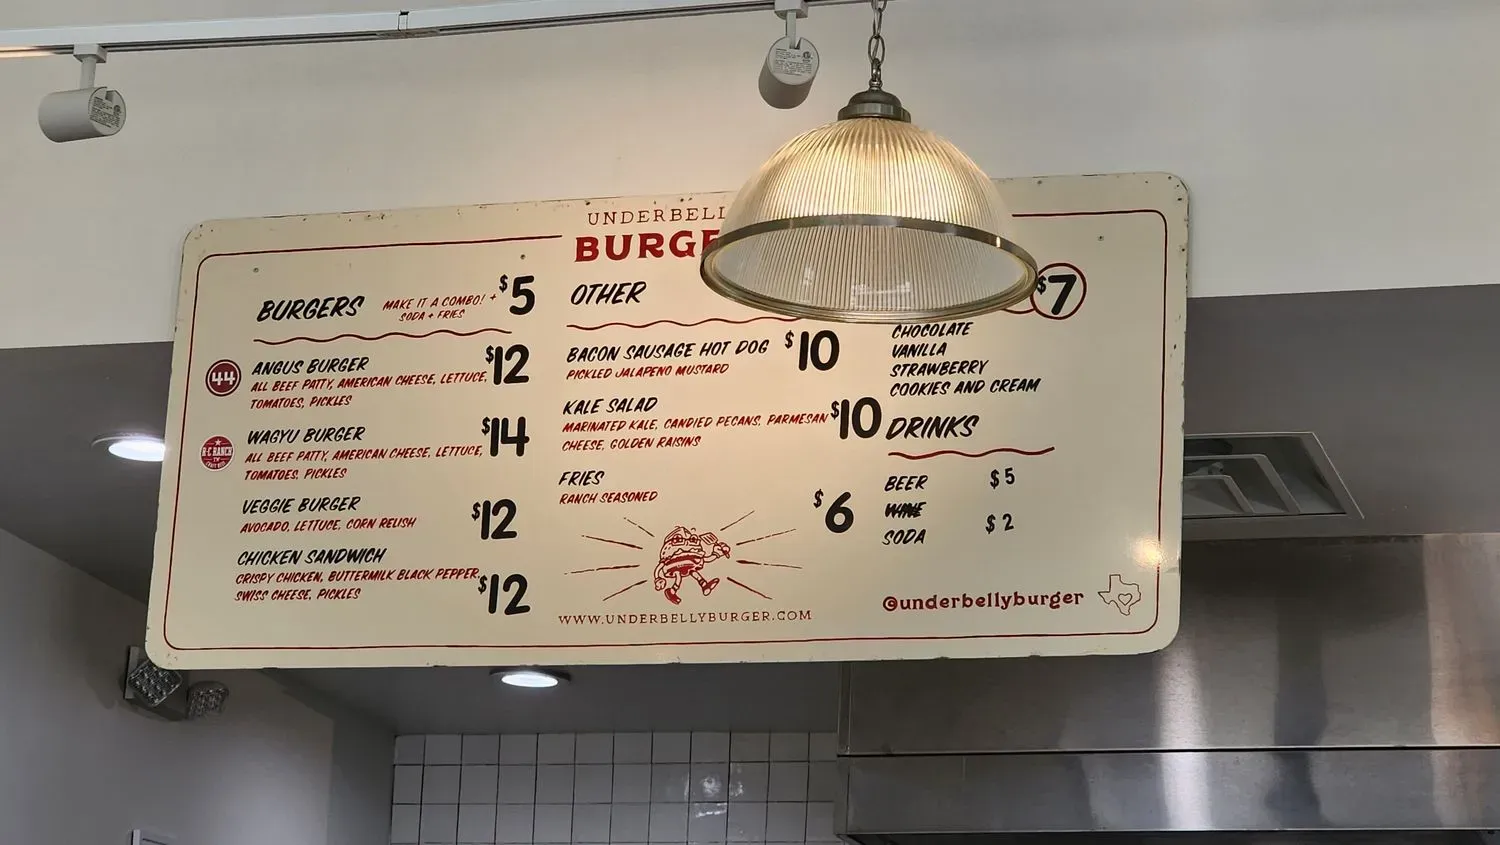 UNDERBELL
BURGE
BURGERS
MAKE IT A COMBO! +
SODA + FRIES
$5
44
ANGUS BURGER
$12
ALL BEEF PATTY, AMERICAN CHEESE, LETTUCE,
TOMATOES, PICKLES
R-C RANCH
WAGYU BURGER
$14
ALL BEEF PATTY, AMERICAN CHEESE, LETTUCE,
TOMATOES, PICKLES
VEGGIE BURGER
$12
AVOCADO, LETTUCE, CORN RELISH
CHICKEN SANDWICH
CRISPY CHICKEN, BUTTERMILK BLACK PEPPER,
SWISS CHEESE, PICKLES
$12
OTHER
BACON SAUSAGE HOT DOG $10
PICKLED JALAPENO MUSTARD
KALE SALAD
MARINATED KALE, CANDIED PECANS, PARMESAN
CHEESE, GOLDEN RAISINS
$10
FRIES
RANCH SEASONED
$6
WWW.UNDERBELLYBURGER.COM
$7
CHOCOLATE
VANILLA
STRAWBERRY
COOKIES AND CREAM
DRINKS
BEER $5
WINE
SODA $2
@underbellyburger